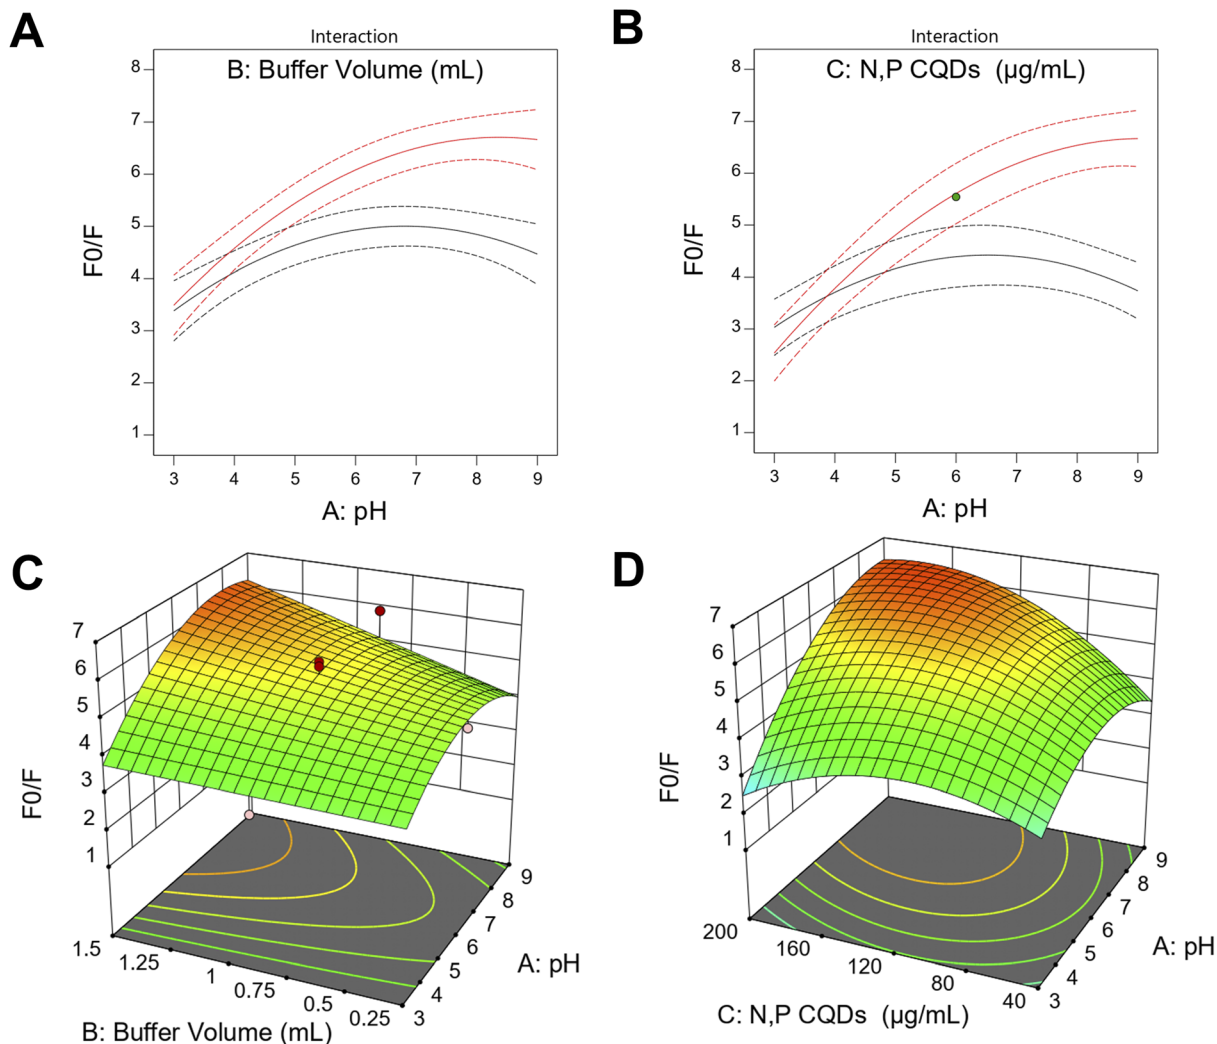 A
Interaction
B: Buffer Volume (mL)
8
7
6
5
4
3
2
1
F0/F
3 4 5 6 7 8 9
A: pH
B
Interaction
C: N,P CQDs (µg/mL)
8
7
6
5
4
3
2
1
F0/F
3 4 5 6 7 8 9
A: pH
C
7
6
5
4
3
2
1
F0/F
1.5 1.25 1 0.75 0.5 0.25
B: Buffer Volume (mL)
3 4 5 6 7 8 9
A: pH
D
7
6
5
4
3
2
1
F0/F
200 160 120 80 40
C: N,P CQDs (µg/mL)
3 4 5 6 7 8 9
A: pH